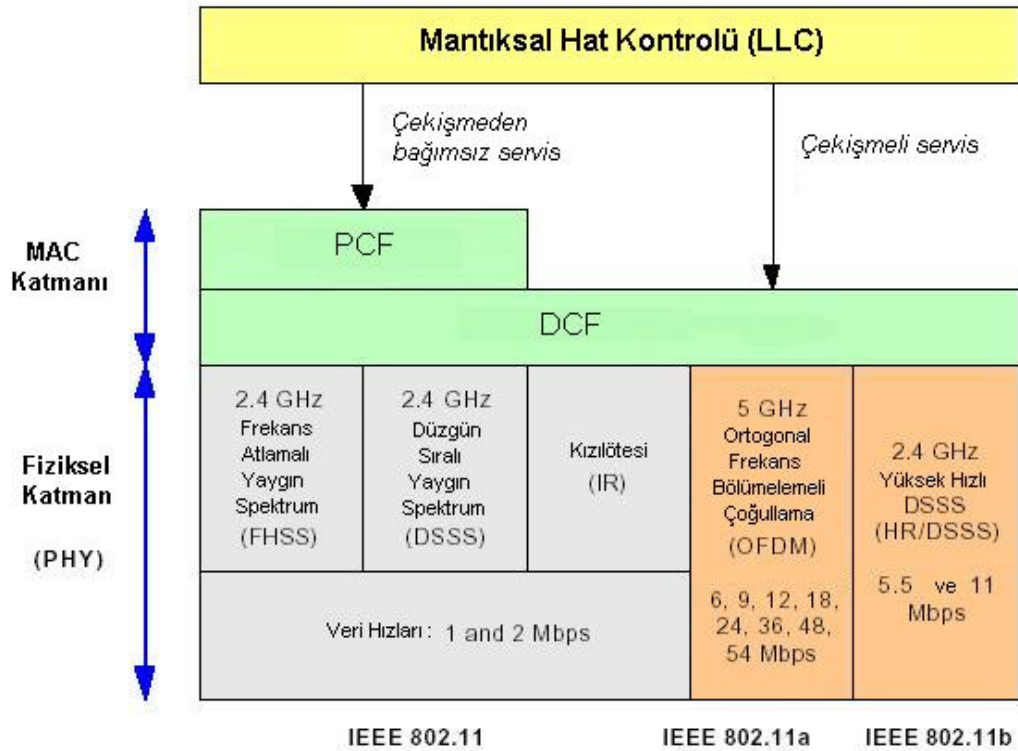 Mantıksal Hat Kontrolü (LLC)
Çekişmeden
bağımsız servis
Çekişmeli servis
MAC
Katmanı
PCF
DCF
Fiziksel
Katman
(PHY)
2.4 GHz
Frekans
Atlamalı
Yaygın
Spektrum
(FHSS)
2.4 GHz
Düzgün
Sıralı
Yaygın
Spektrum
(DSSS)
Kızılötesi
(IR)
Veri Hızları : 1 and 2 Mbps
5 GHz
Ortogonal
Frekans
Bölümelemeli
Çoğullama
(OFDM)
6, 9, 12, 18,
24, 36, 48,
54 Mbps
2.4 GHz
Yüksek Hızlı
DSSS
(HR/DSSS)
5.5 ve 11
Mbps
IEEE 802.11
IEEE 802.11a
IEEE 802.11b